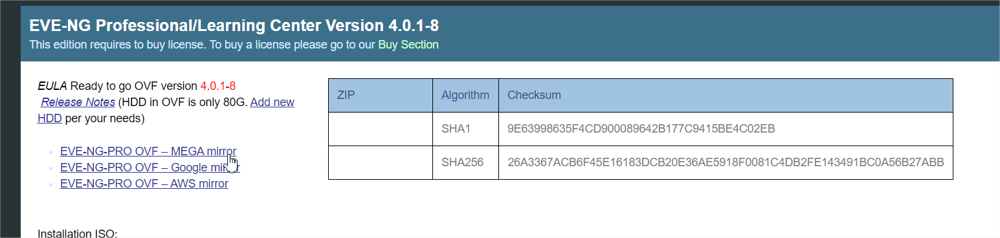 EVE-NG Professional/Learning Center Version 4.0.1-8
This edition requires to buy license. To buy a license please go to our Buy Section
EULA Ready to go OVF version 4.0.1-8
Release Notes (HDD in OVF is only 80G. Add new
HDD per your needs)
EVE-NG-PRO OVF – MEGA mirror
EVE-NG-PRO OVF – Google mirror
EVE-NG-PRO OVF – AWS mirror
ZIP Algorithm Checksum
SHA1 9E63998635F4CD900089642B177C9415BE4C02EB
SHA256 26A3367ACB6F45E16183DCB20E36AE5918F0081C4DB2FE143491BC0A56B27ABB
Installation ISO: